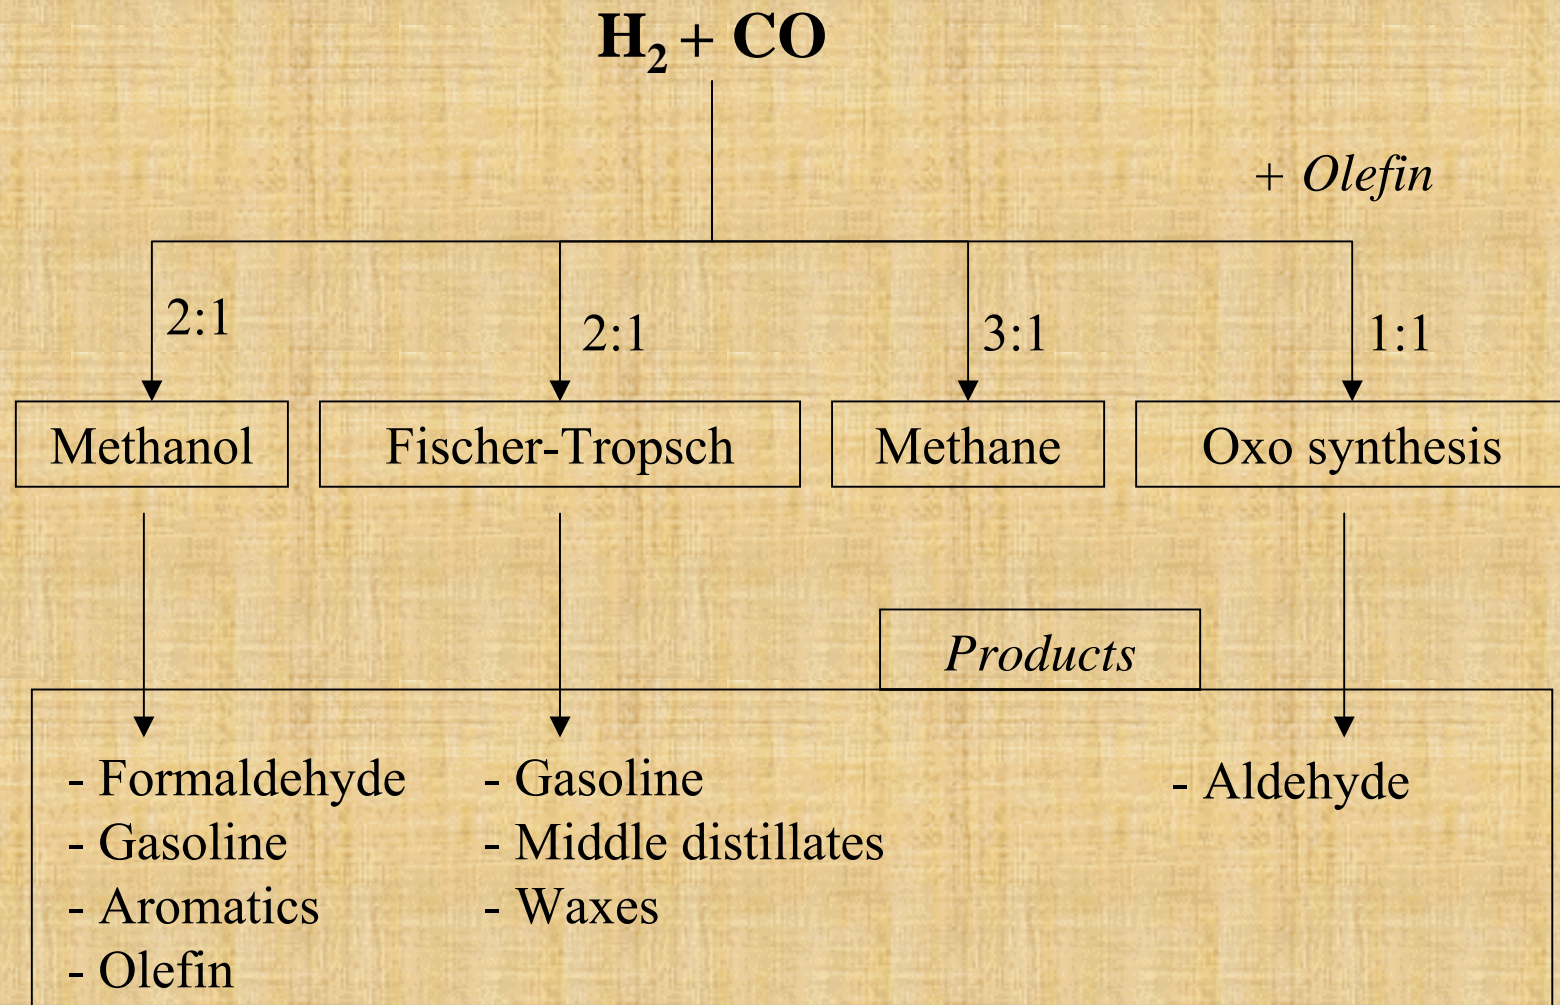 H₂ + CO
+ Olefin
2:1
2:1
3:1
1:1
Methanol
Fischer-Tropsch
Methane
Oxo synthesis
Products
- Formaldehyde
- Gasoline
- Aromatics
- Olefin
- Gasoline
- Middle distillates
- Waxes
- Aldehyde